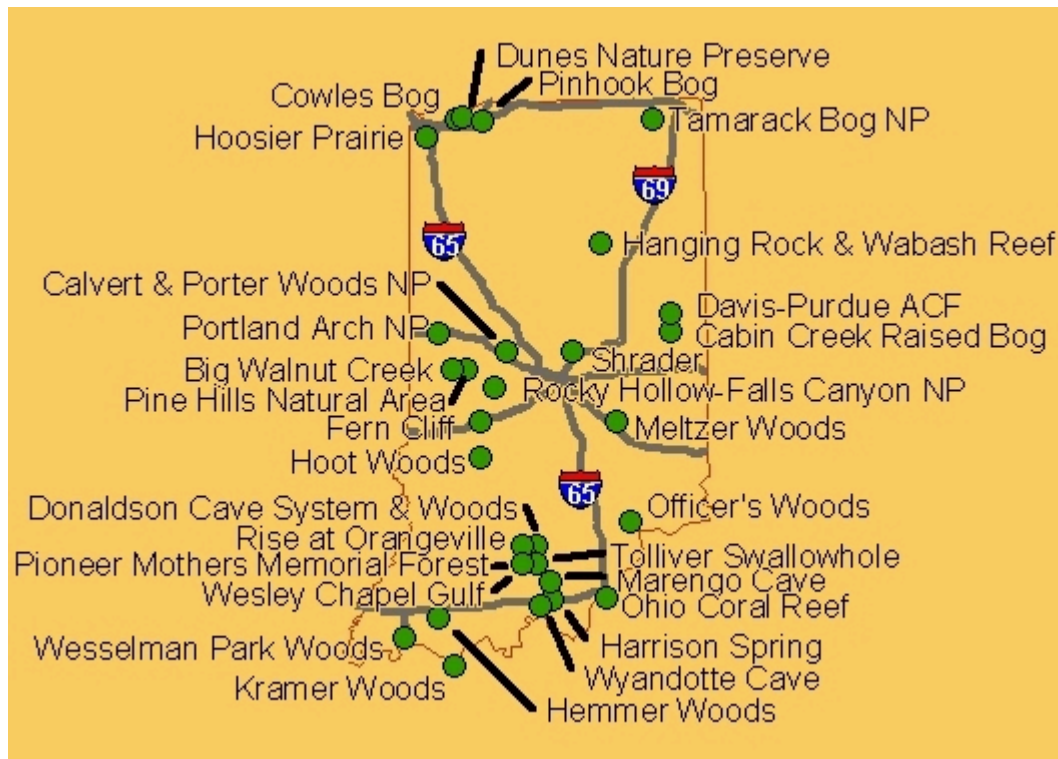 Dunes Nature Preserve
Pinhook Bog
Cowles Bog
Hoosier Prairie
Tamarack Bog NP
69
65
Hanging Rock & Wabash Reef
Calvert & Porter Woods NP
Davis-Purdue ACF
Portland Arch NP
Cabin Creek Raised Bog
Shrader
Big Walnut Creek
Rocky Hollow-Falls Canyon NP
Pine Hills Natural Area
Fern Cliff
Meltzer Woods
Hoot Woods
65
Donaldson Cave System & Woods
Officer's Woods
Rise at Orangeville
Tolliver Swallowhole
Pioneer Mothers Memorial Forest
Marengo Cave
Wesley Chapel Gulf
Ohio Coral Reef
Wesselman Park Woods
Harrison Spring
Wyandotte Cave
Kramer Woods
Hemmer Woods